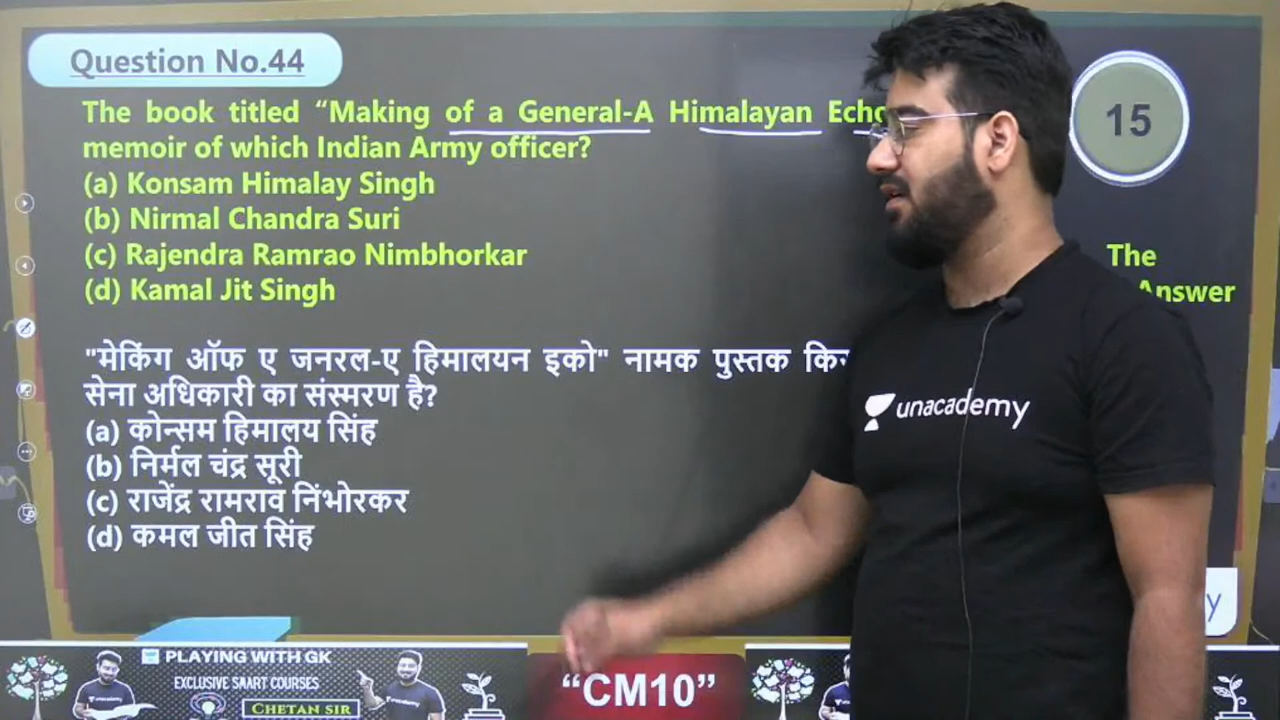 Question No.44
The book titled “Making of a General-A Himalayan Echo
memoir of which Indian Army officer?
(a) Konsam Himalay Singh
(b) Nirmal Chandra Suri
(c) Rajendra Ramrao Nimbhorkar
(d) Kamal Jit Singh
15
The
Answer
"मेकिंग ऑफ ए जनरल-ए हिमालयन इको" नामक पुस्तक
सेना अधिकारी का संस्मरण है?
(a) कोन्सम हिमालय सिंह
(b) निर्मल चंद्र सूरी
(c) राजेंद्र रामराव निंभोरकर
(d) कमल जीत सिंह
unacademy
y
PLAYING WITH GK
EXCLUSIVE SMART COURSES
CHETAN SIR
“CM10”